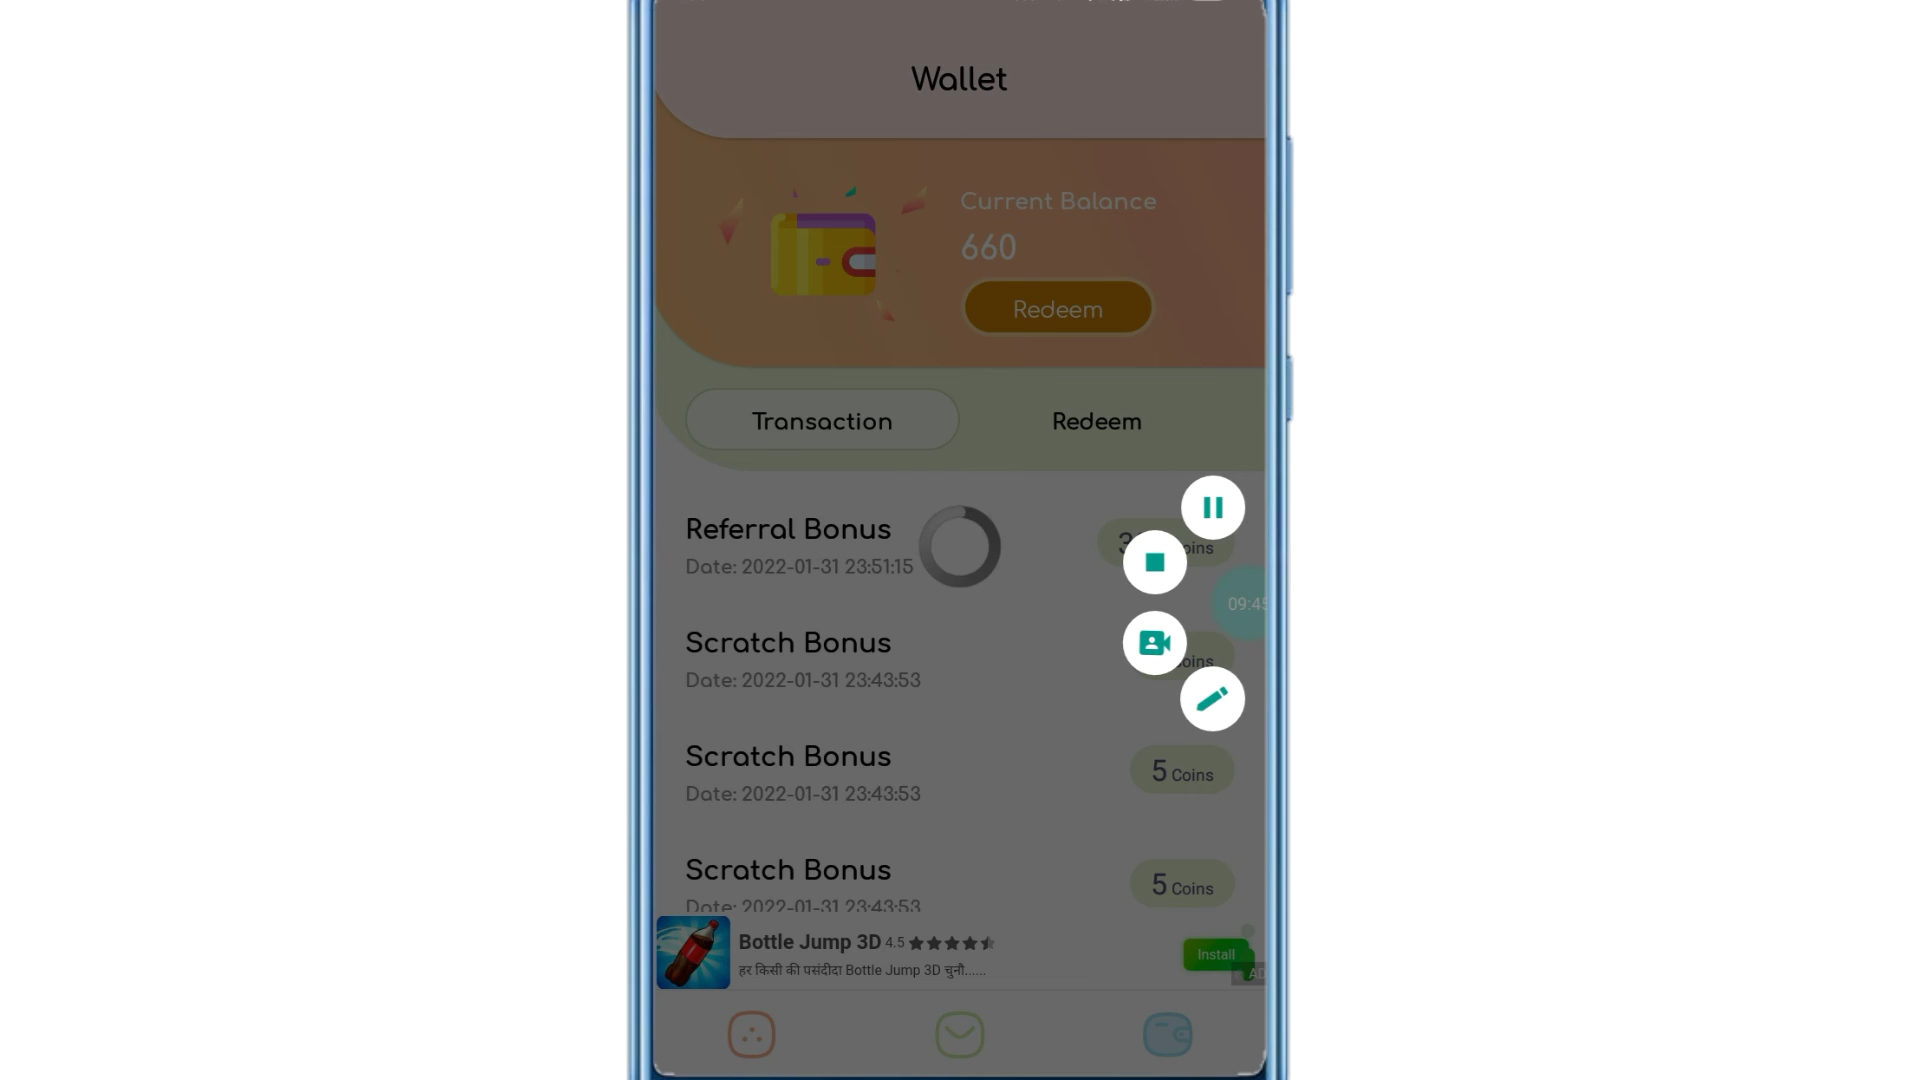 Wallet
Current Balance
660
Redeem
Transaction
Redeem
Referral Bonus
Date: 2022-01-31 23:51:15
09:45
Scratch Bonus
Date: 2022-01-31 23:43:53
Scratch Bonus
5 Coins
Date: 2022-01-31 23:43:53
Scratch Bonus
5 Coins
Date: 2022-01-31 23:43:53
Bottle Jump 3D 4.5
हर किसी की पसंदीदा Bottle Jump 3D चुनौ......
Install
AD